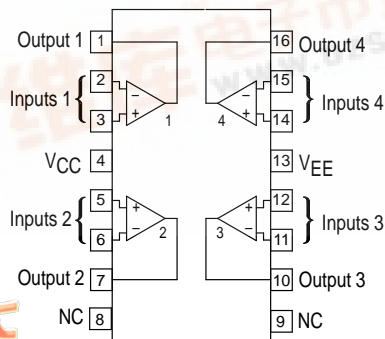 Output 1 1 16 Output 4
2 − − 15
Inputs 1 { } Inputs 4
3 + 1 4 + 14
VCC 4 13 VEE
5 + + 12
Inputs 2 { } Inputs 3
6 − 2 3 − 11
Output 2 7 10 Output 3
NC 8 9 NC